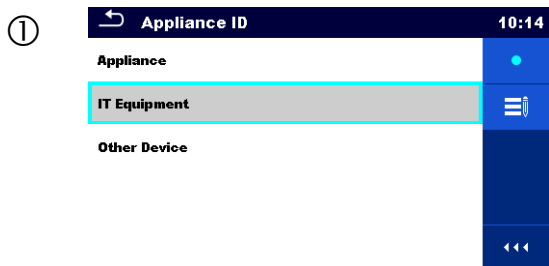 ①
Appliance ID 10:14
Appliance
IT Equipment
Other Device